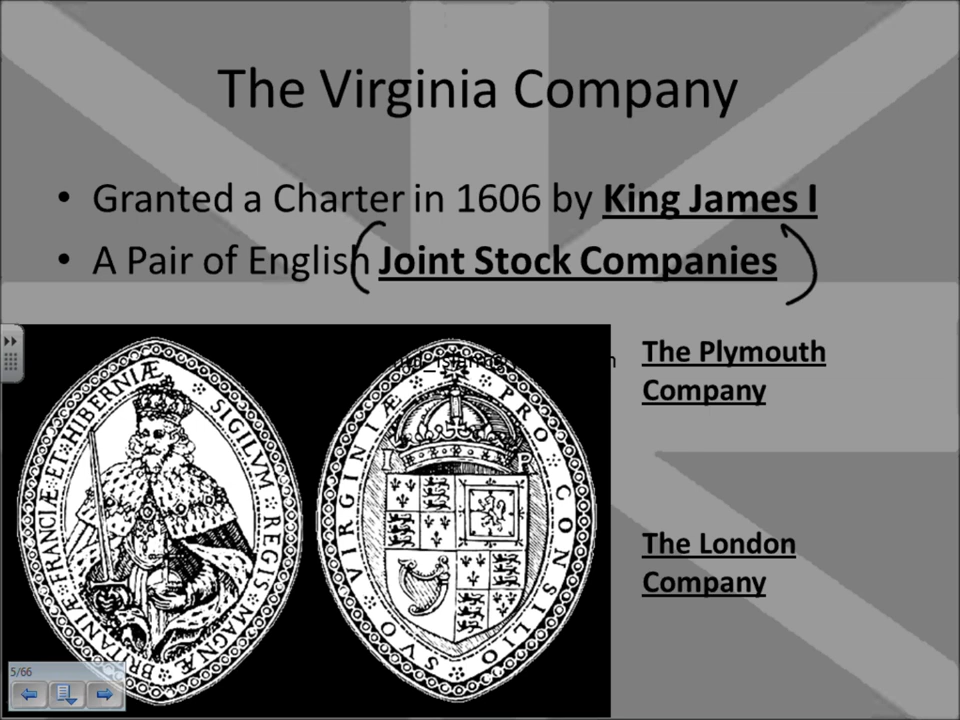 The Virginia Company
• Granted a Charter in 1606 by King James I
• A Pair of English Joint Stock Companies
The Plymouth
Company
The London
Company
SIGILVM REGIS MAGNÆ BRITANIÆ FRANCIÆ ET HIBERNIÆ
PRO CONSILIO SVO VIRGINIÆ
I R
5/66